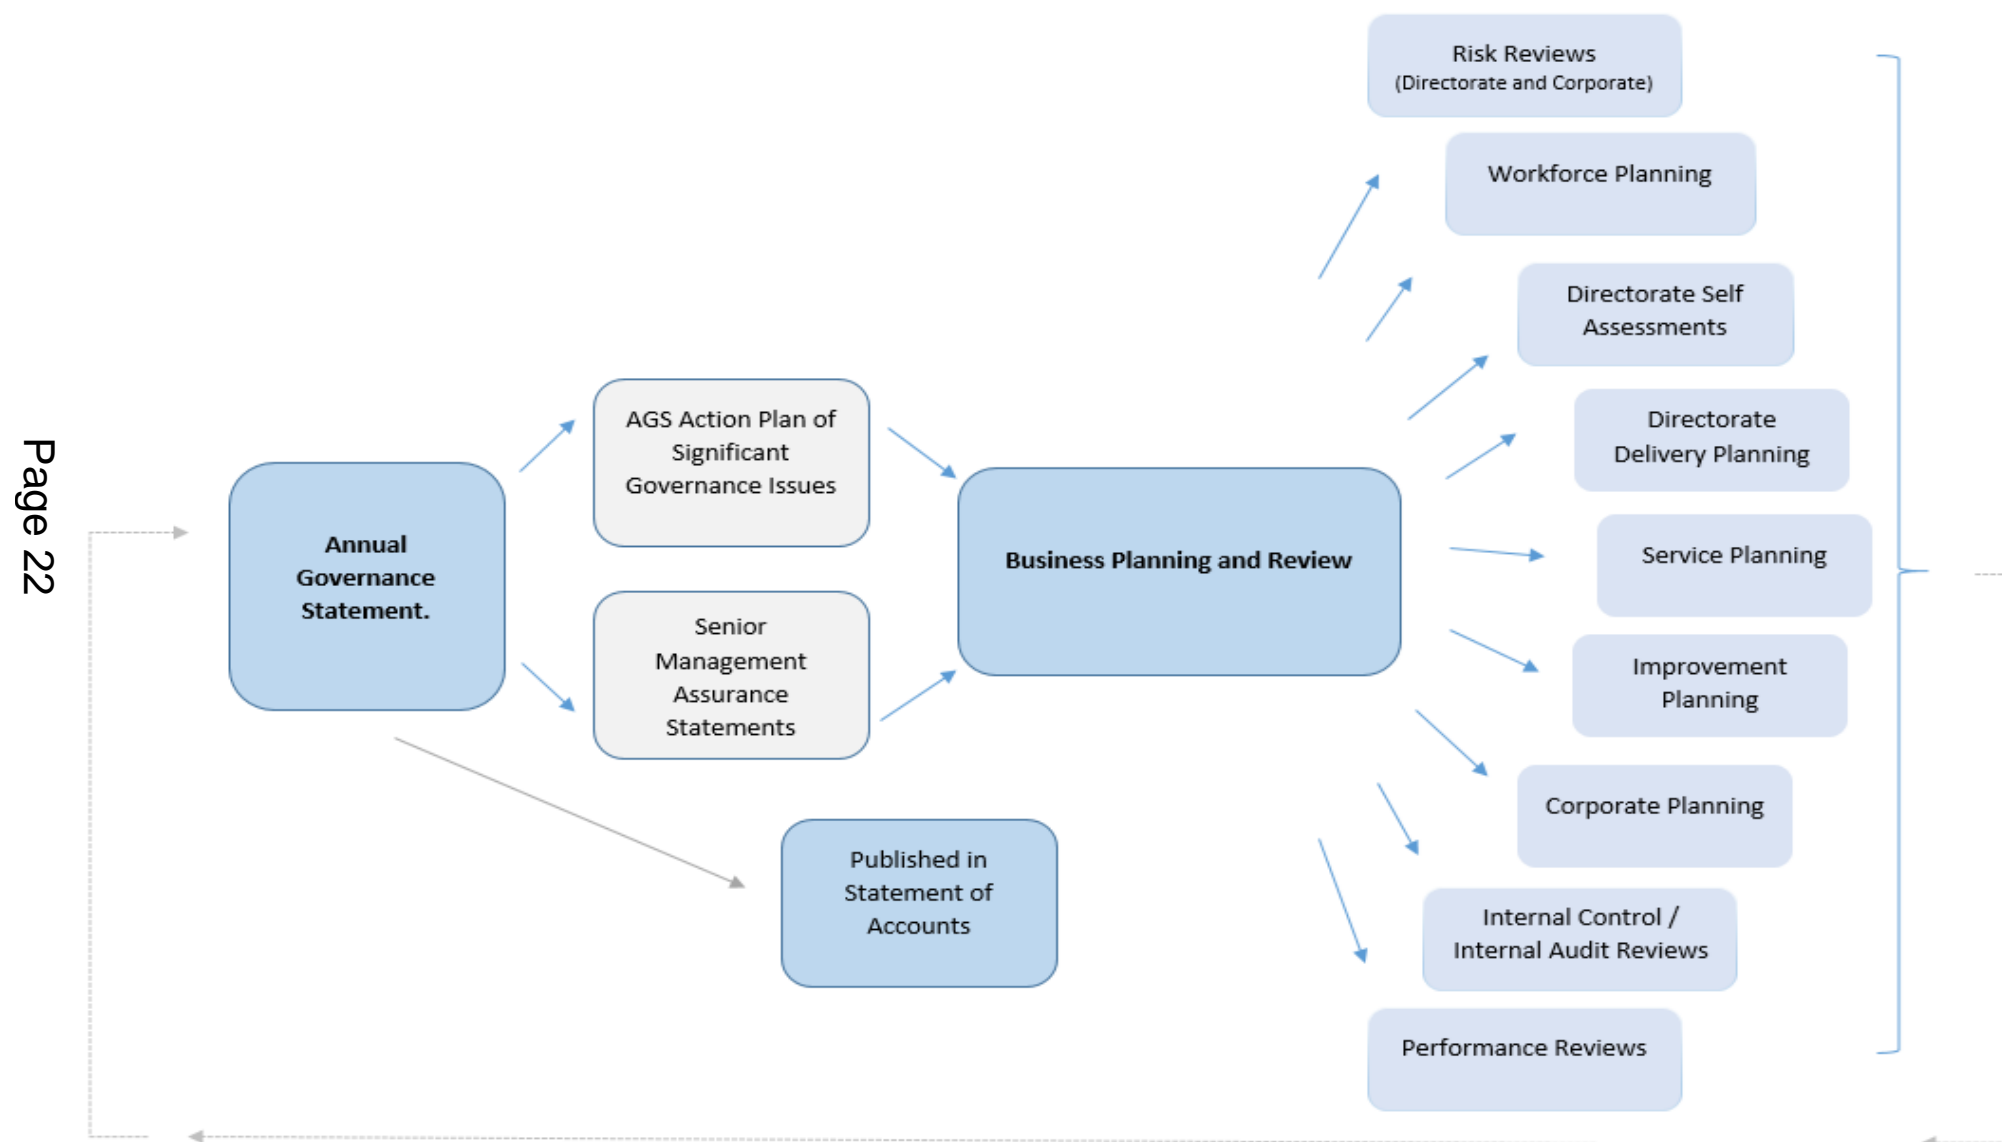 Page 22
Annual
Governance
Statement.
AGS Action Plan of
Significant
Governance Issues
Senior
Management
Assurance
Statements
Published in
Statement of
Accounts
Business Planning and Review
Risk Reviews
(Directorate and Corporate)
Workforce Planning
Directorate Self
Assessments
Directorate
Delivery Planning
Service Planning
Improvement
Planning
Corporate Planning
Internal Control /
Internal Audit Reviews
Performance Reviews